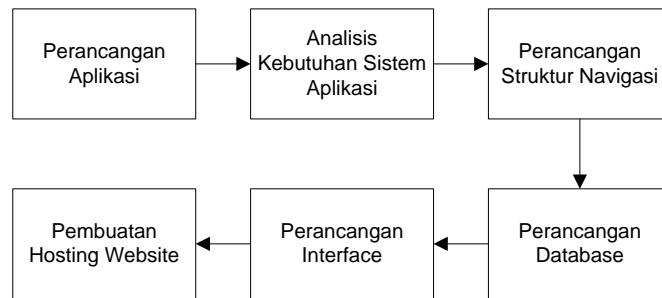 Perancangan
Aplikasi
Analisis
Kebutuhan Sistem
Aplikasi
Perancangan
Struktur Navigasi
Pembuatan
Hosting Website
Perancangan
Interface
Perancangan
Database